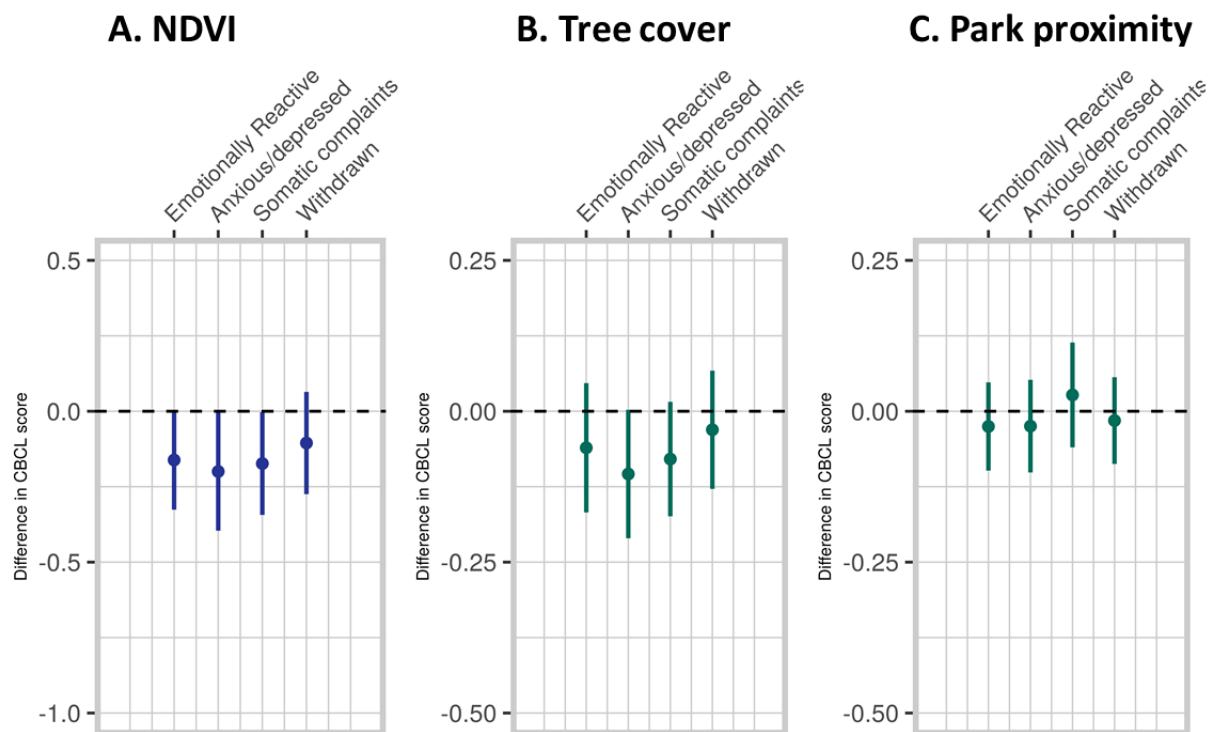 A. NDVI
Emotionally Reactive
Anxious/depressed
Somatic complaints
Withdrawn
0.5
0.0
-0.5
-1.0
Difference in CBCL score
B. Tree cover
Emotionally Reactive
Anxious/depressed
Somatic complaints
Withdrawn
0.25
0.00
-0.25
-0.50
Difference in CBCL score
C. Park proximity
Emotionally Reactive
Anxious/depressed
Somatic complaints
Withdrawn
0.25
0.00
-0.25
-0.50
Difference in CBCL score